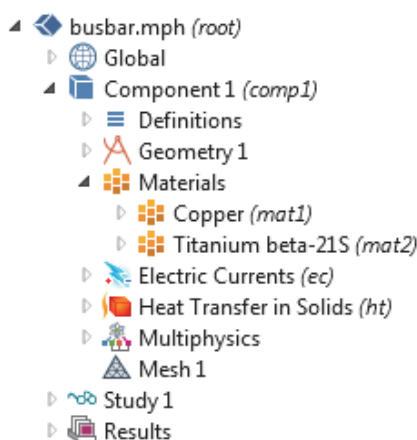 busbar.mph (root)
Global
Component 1 (comp1)
Definitions
Geometry 1
Materials
Copper (mat1)
Titanium beta-21S (mat2)
Electric Currents (ec)
Heat Transfer in Solids (ht)
Multiphysics
Mesh 1
Study 1
Results